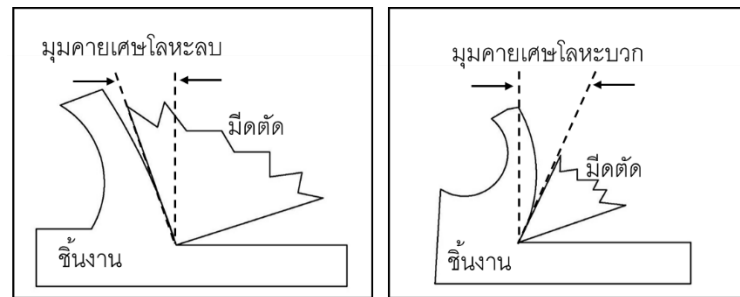 มุมคายเศษโลหะลบ
มีดตัด
ชิ้นงาน
มุมคายเศษโลหะบวก
มีดตัด
ชิ้นงาน